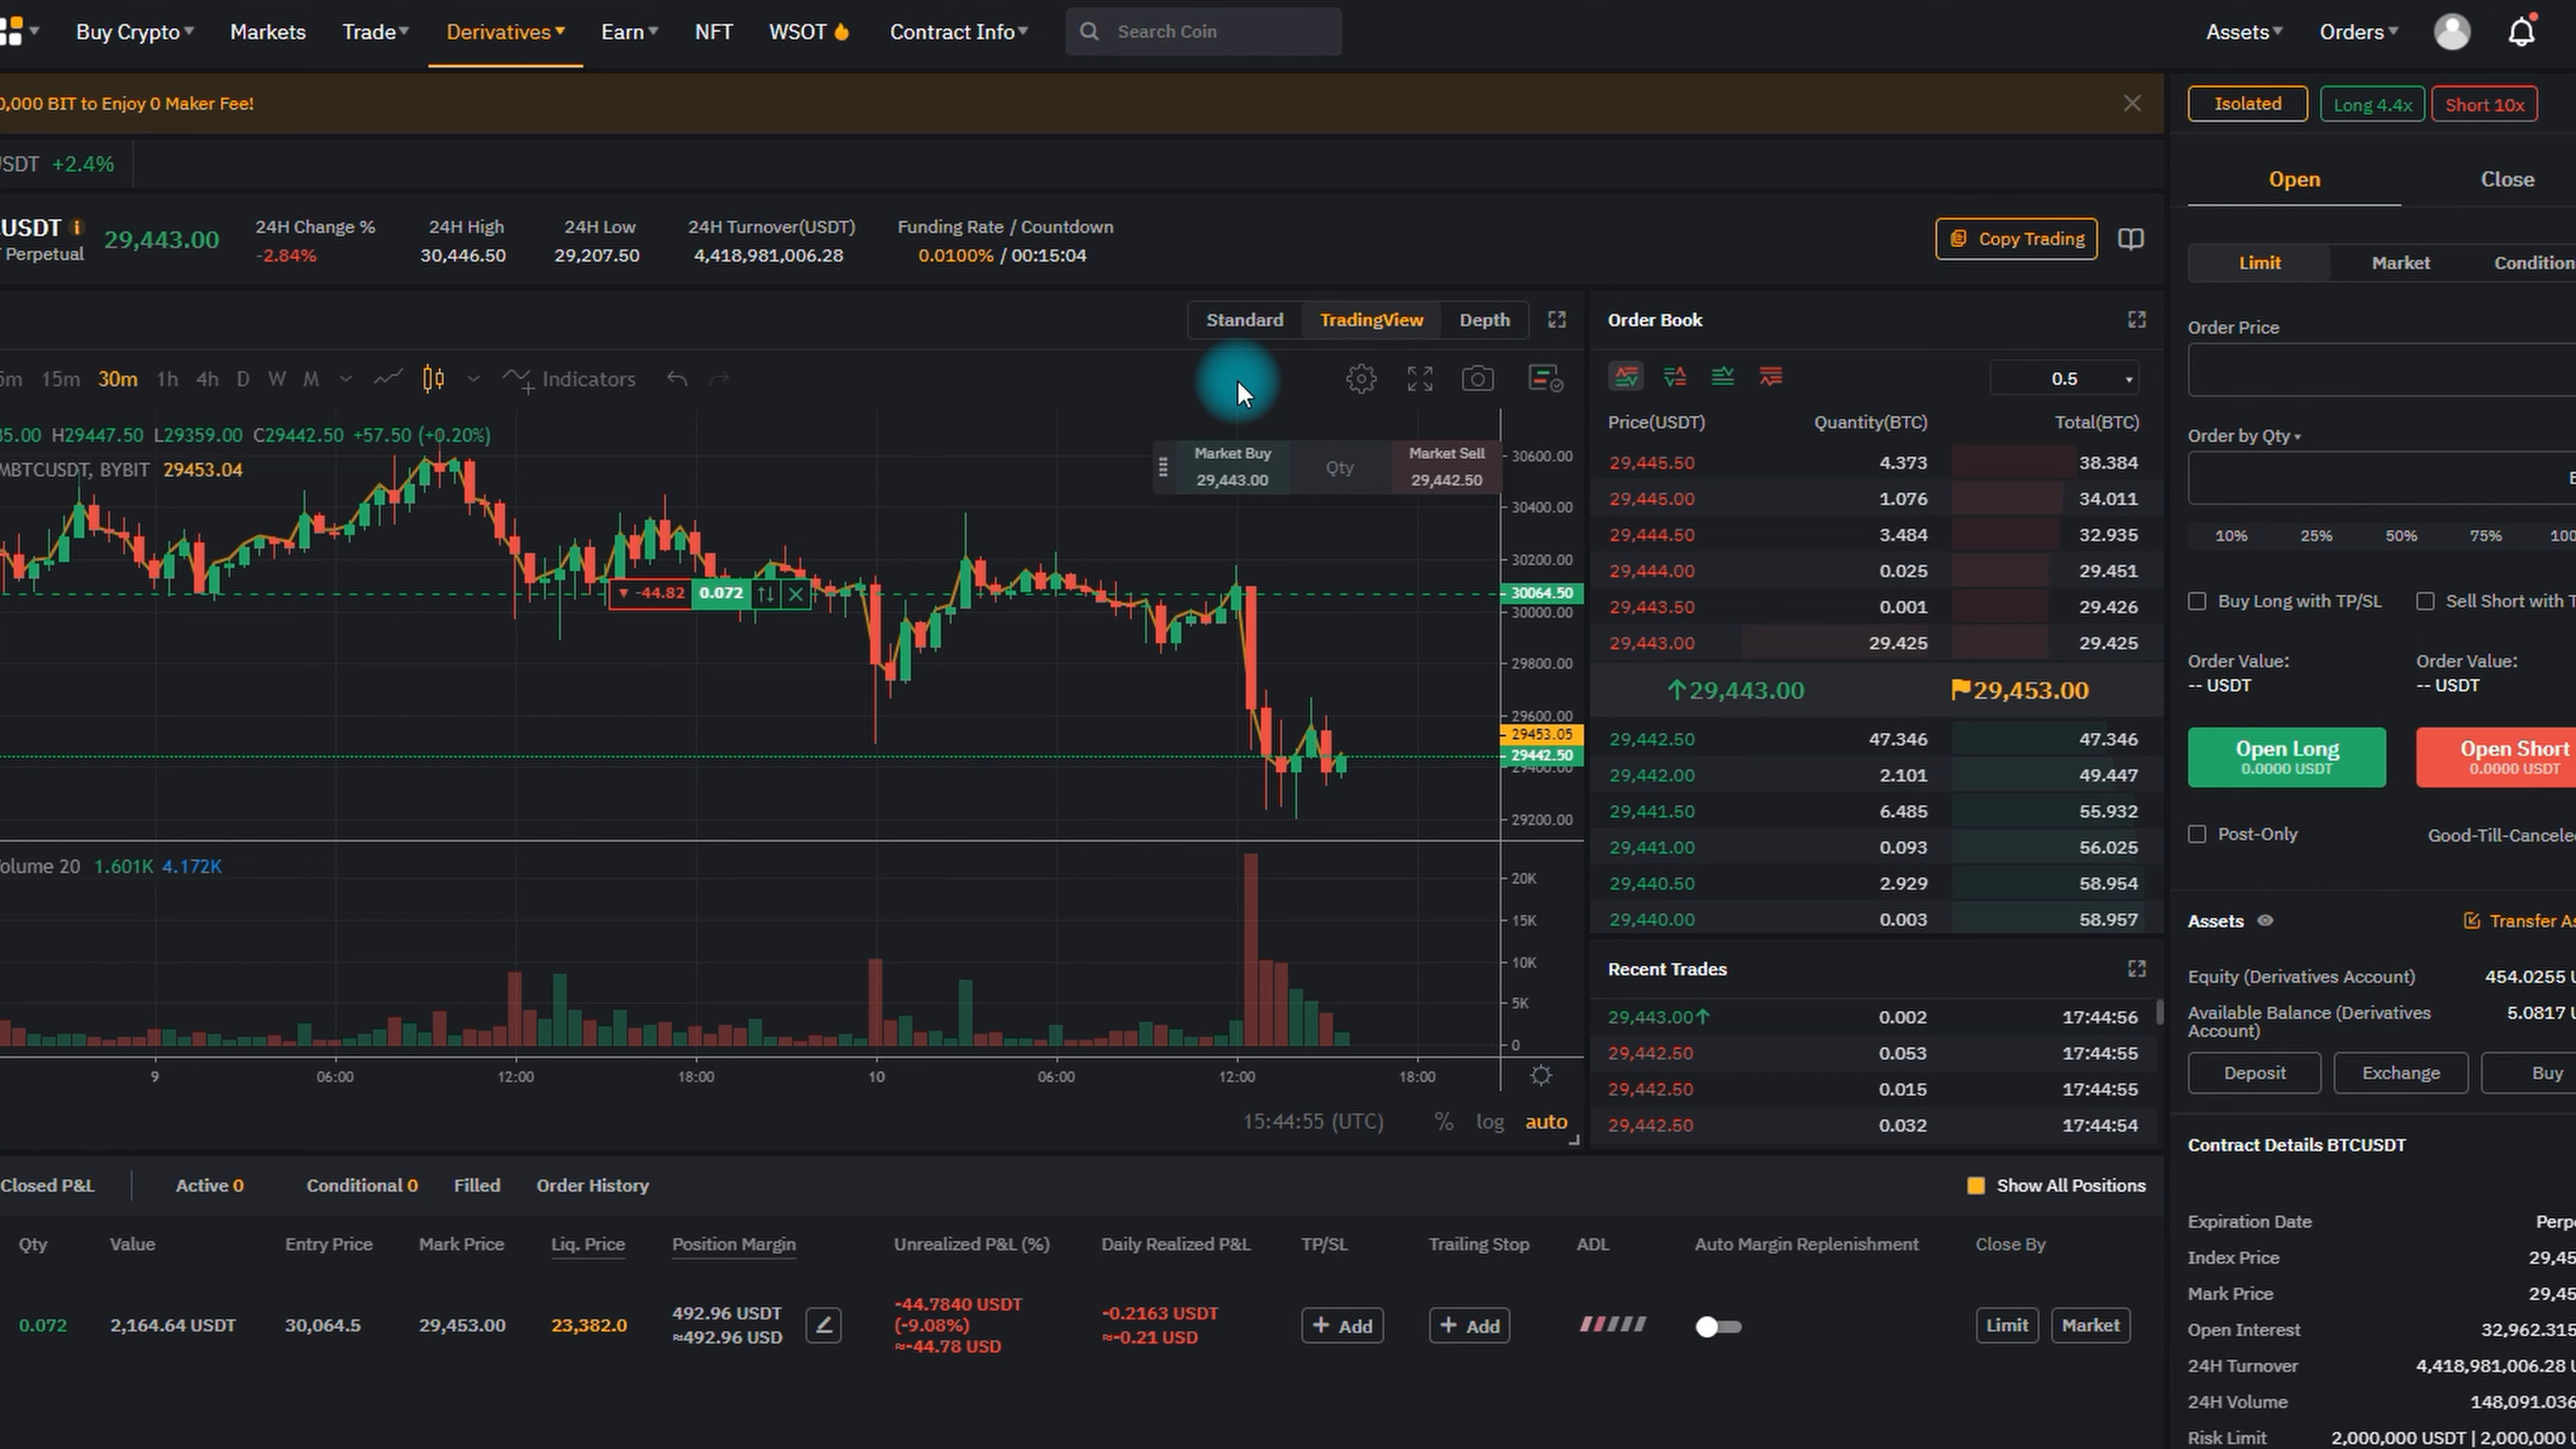 Buy Crypto Markets Trade Derivatives Earn NFT WSOT Contract Info Search Coin Assets Orders
0,000 BIT to Enjoy 0 Maker Fee!
Isolated Long 4.4x Short 10x
USDT +2.4%
Open Close
USDT 29,443.00 24H Change % 24H High 24H Low 24H Turnover(USDT) Funding Rate / Countdown
Perpetual -2.84% 30,446.50 29,207.50 4,418,981,006.28 0.0100% / 00:15:04
Copy Trading
Limit Market Condition
Standard TradingView Depth
Order Book
Order Price
5m 15m 30m 1h 4h D W M Indicators
0.5
Price(USDT) Quantity(BTC) Total(BTC)
Order by Qty
85.00 H29447.50 L29359.00 C29442.50 +57.50 (+0.20%)
MBTCUSDT, BYBIT 29453.04
Market Buy Qty Market Sell
29,443.00 29,442.50
30600.00
30400.00
30200.00
30064.50
30000.00
29800.00
29600.00
29453.05
29442.50
29400.00
29200.00
-44.82 0.072
29,445.50 4.373 38.384
29,445.00 1.076 34.011
29,444.50 3.484 32.935
29,444.00 0.025 29.451
29,443.50 0.001 29.426
29,443.00 29.425 29.425
29,443.00 29,453.00
29,442.50 47.346 47.346
29,442.00 2.101 49.447
29,441.50 6.485 55.932
29,441.00 0.093 56.025
29,440.50 2.929 58.954
29,440.00 0.003 58.957
10% 25% 50% 75% 100
Buy Long with TP/SL Sell Short with T
Order Value: Order Value:
-- USDT -- USDT
Open Long Open Short
0.0000 USDT 0.0000 USDT
Post-Only Good-Till-Cancele
olume 20 1.601K 4.172K
20K
15K
10K
5K
0
9 06:00 12:00 18:00 10 06:00 12:00 18:00
15:44:55 (UTC) % log auto
Recent Trades
29,443.00 0.002 17:44:56
29,442.50 0.053 17:44:55
29,442.50 0.015 17:44:55
29,442.50 0.032 17:44:54
Assets Transfer As
Equity (Derivatives Account) 454.0255 U
Available Balance (Derivatives Account) 5.0817 U
Deposit Exchange Buy
Contract Details BTCUSDT
Expiration Date Perp
Index Price 29,45
Mark Price 29,45
Open Interest 32,962.315
24H Turnover 4,418,981,006.28 U
24H Volume 148,091.036
Risk Limit 2,000,000 USDT | 2,000,000 U
Closed P&L Active 0 Conditional 0 Filled Order History Show All Positions
Qty Value Entry Price Mark Price Liq. Price Position Margin Unrealized P&L (%) Daily Realized P&L TP/SL Trailing Stop ADL Auto Margin Replenishment Close By
0.072 2,164.64 USDT 30,064.5 29,453.00 23,382.0
492.96 USDT
≈492.96 USD
-44.7840 USDT
(-9.08%)
≈-44.78 USD
-0.2163 USDT
≈-0.21 USD
+ Add + Add Limit Market